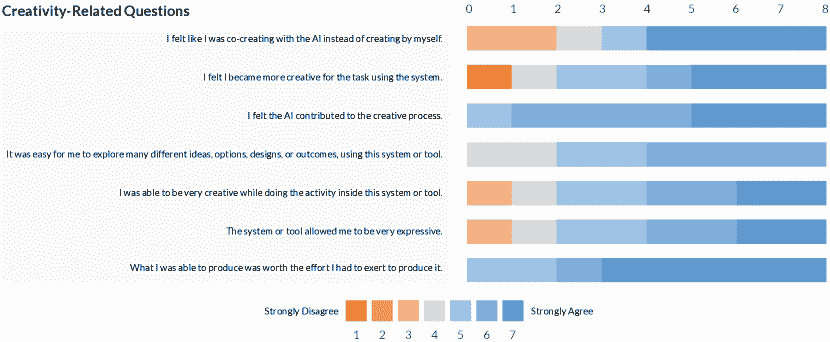 Creativity-Related Questions
0 1 2 3 4 5 6 7 8
I felt like I was co-creating with the AI instead of creating by myself.
I felt I became more creative for the task using the system.
I felt the AI contributed to the creative process.
It was easy for me to explore many different ideas, options, designs, or outcomes, using this system or tool.
I was able to be very creative while doing the activity inside this system or tool.
The system or tool allowed me to be very expressive.
What I was able to produce was worth the effort I had to exert to produce it.
Strongly Disagree Strongly Agree
1 2 3 4 5 6 7